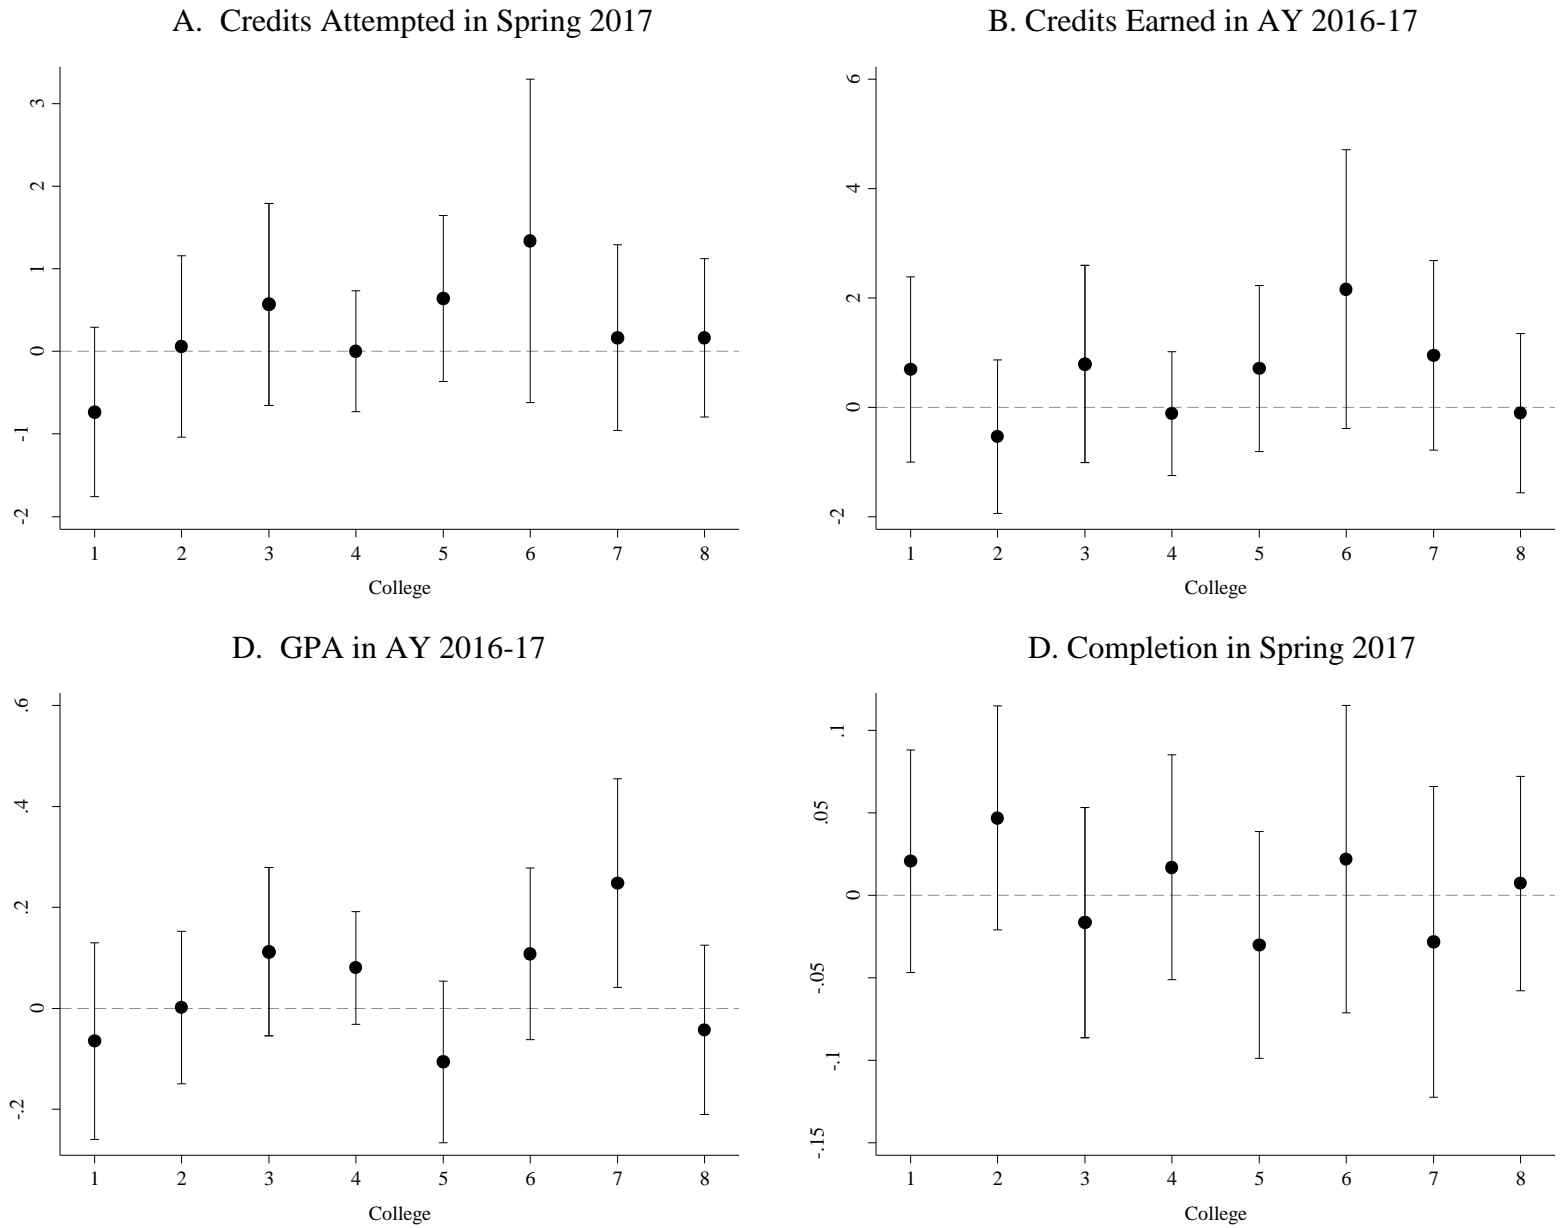 A.  Credits Attempted in Spring 2017
3
2
1
0
-1
-2
1 2 3 4 5 6 7 8
College
B. Credits Earned in AY 2016-17
6
4
2
0
-2
1 2 3 4 5 6 7 8
College
D.  GPA in AY 2016-17
.6
.4
.2
0
-.2
1 2 3 4 5 6 7 8
College
D. Completion in Spring 2017
.1
.05
0
-.05
-.1
-.15
1 2 3 4 5 6 7 8
College